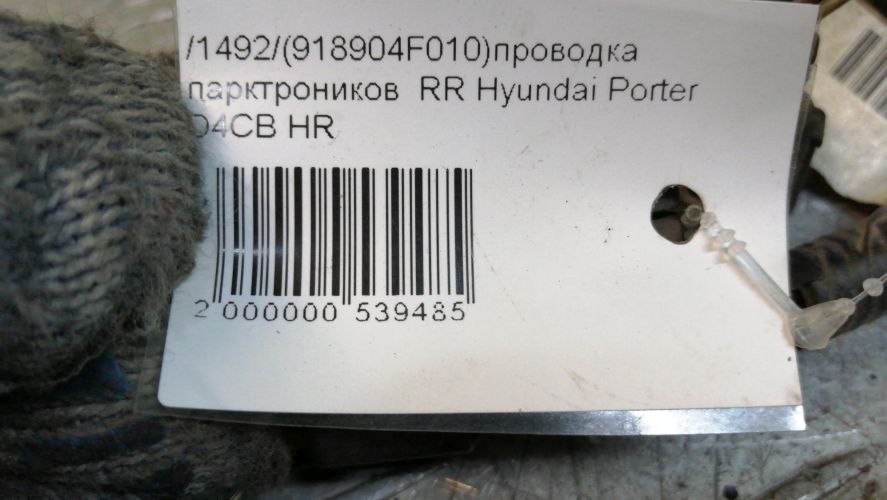 /1492/(918904F010)проводка
парктроников RR Hyundai Porter
D4CB HR
2 000000 539485